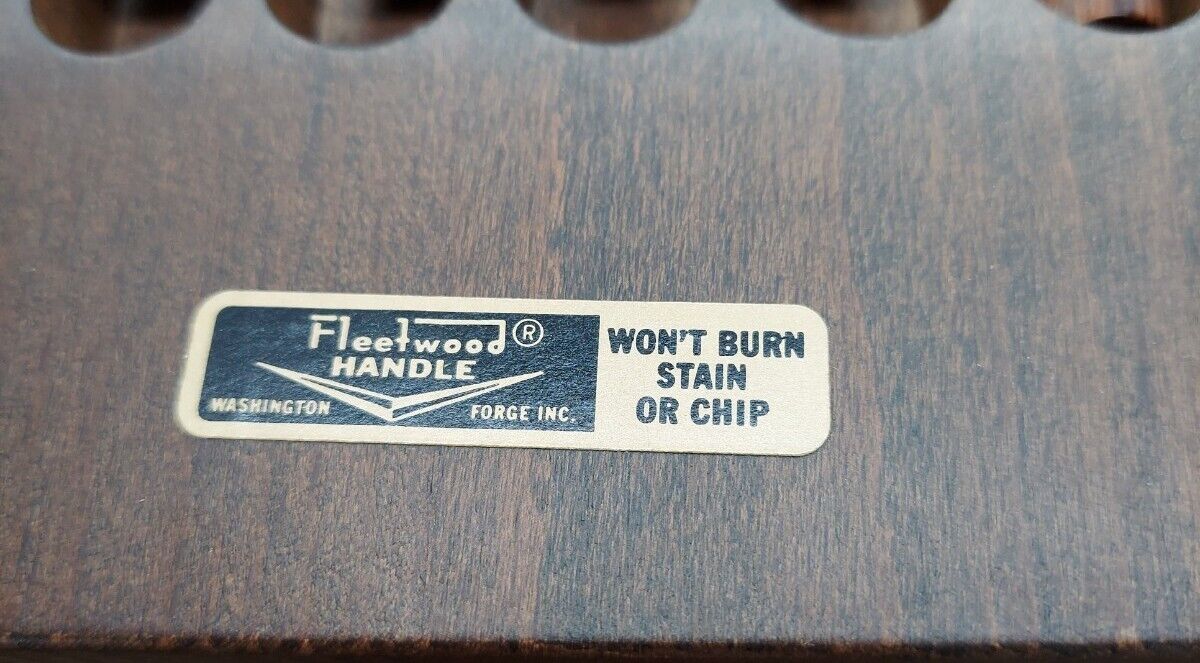 Fleetwood®
HANDLE
WASHINGTON FORGE INC.
WON'T BURN
STAIN
OR CHIP